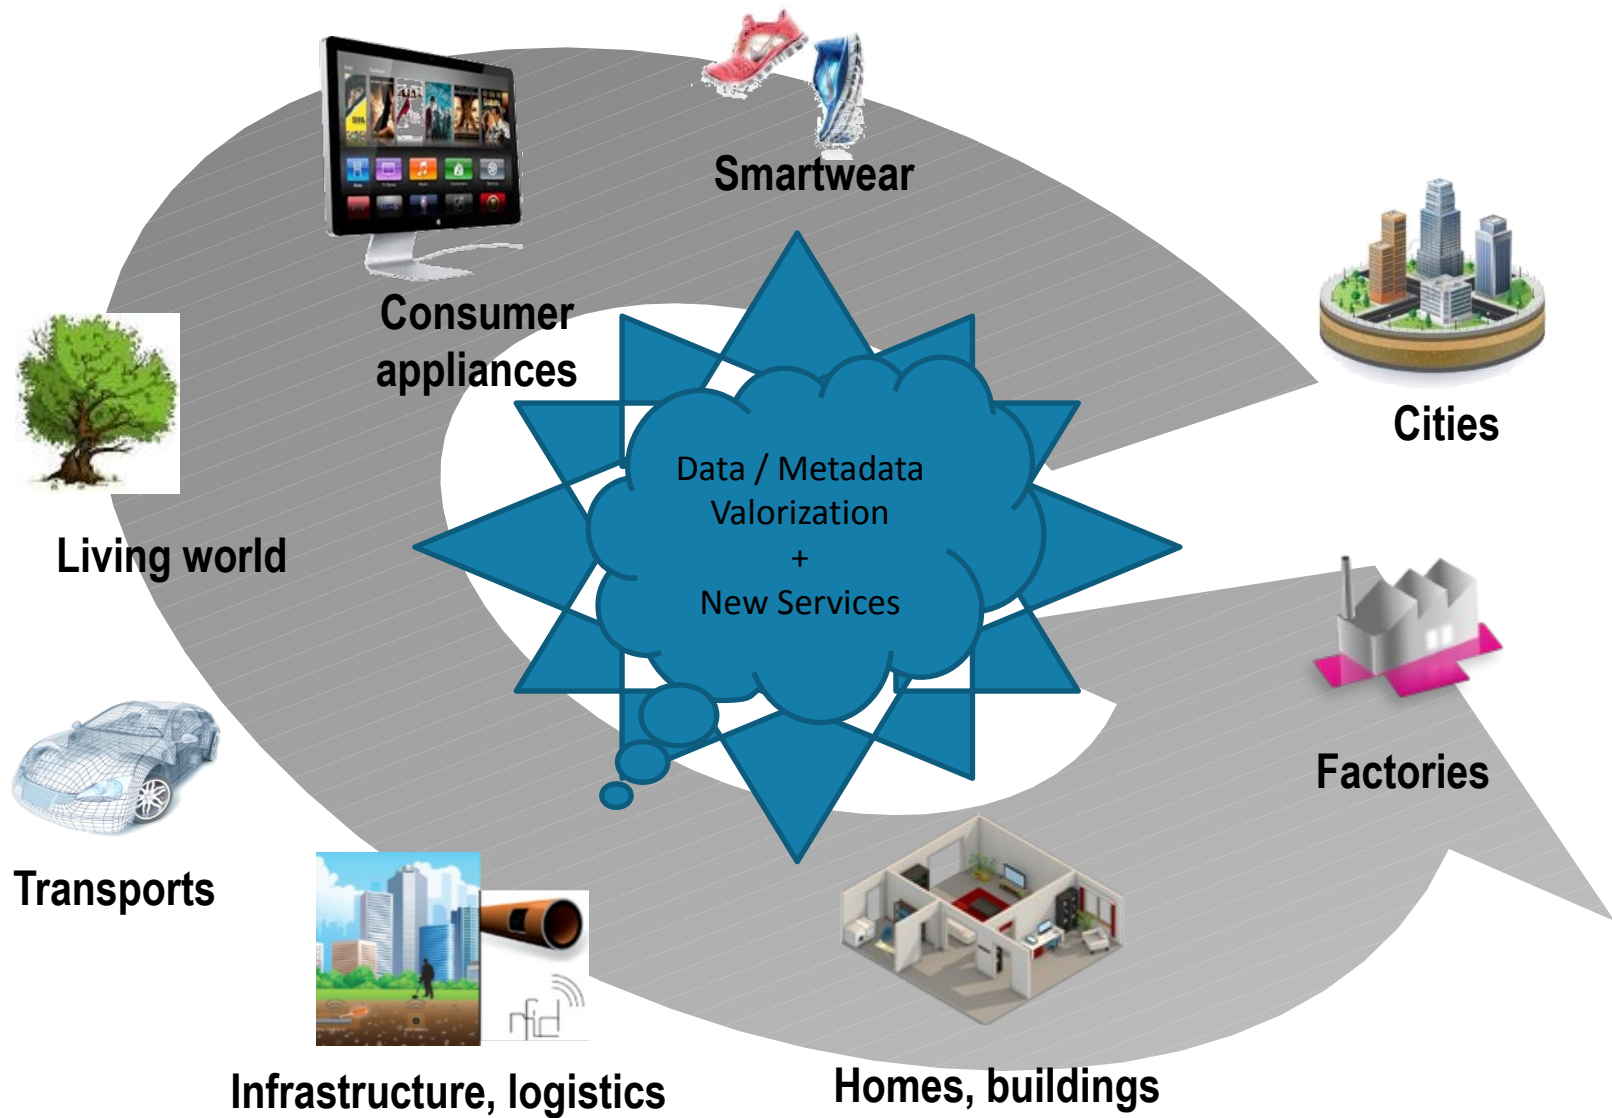 Smartwear
Consumer
appliances
Cities
Data / Metadata
Valorization
+
New Services
Living world
Factories
Transports
rfid
Infrastructure, logistics
Homes, buildings